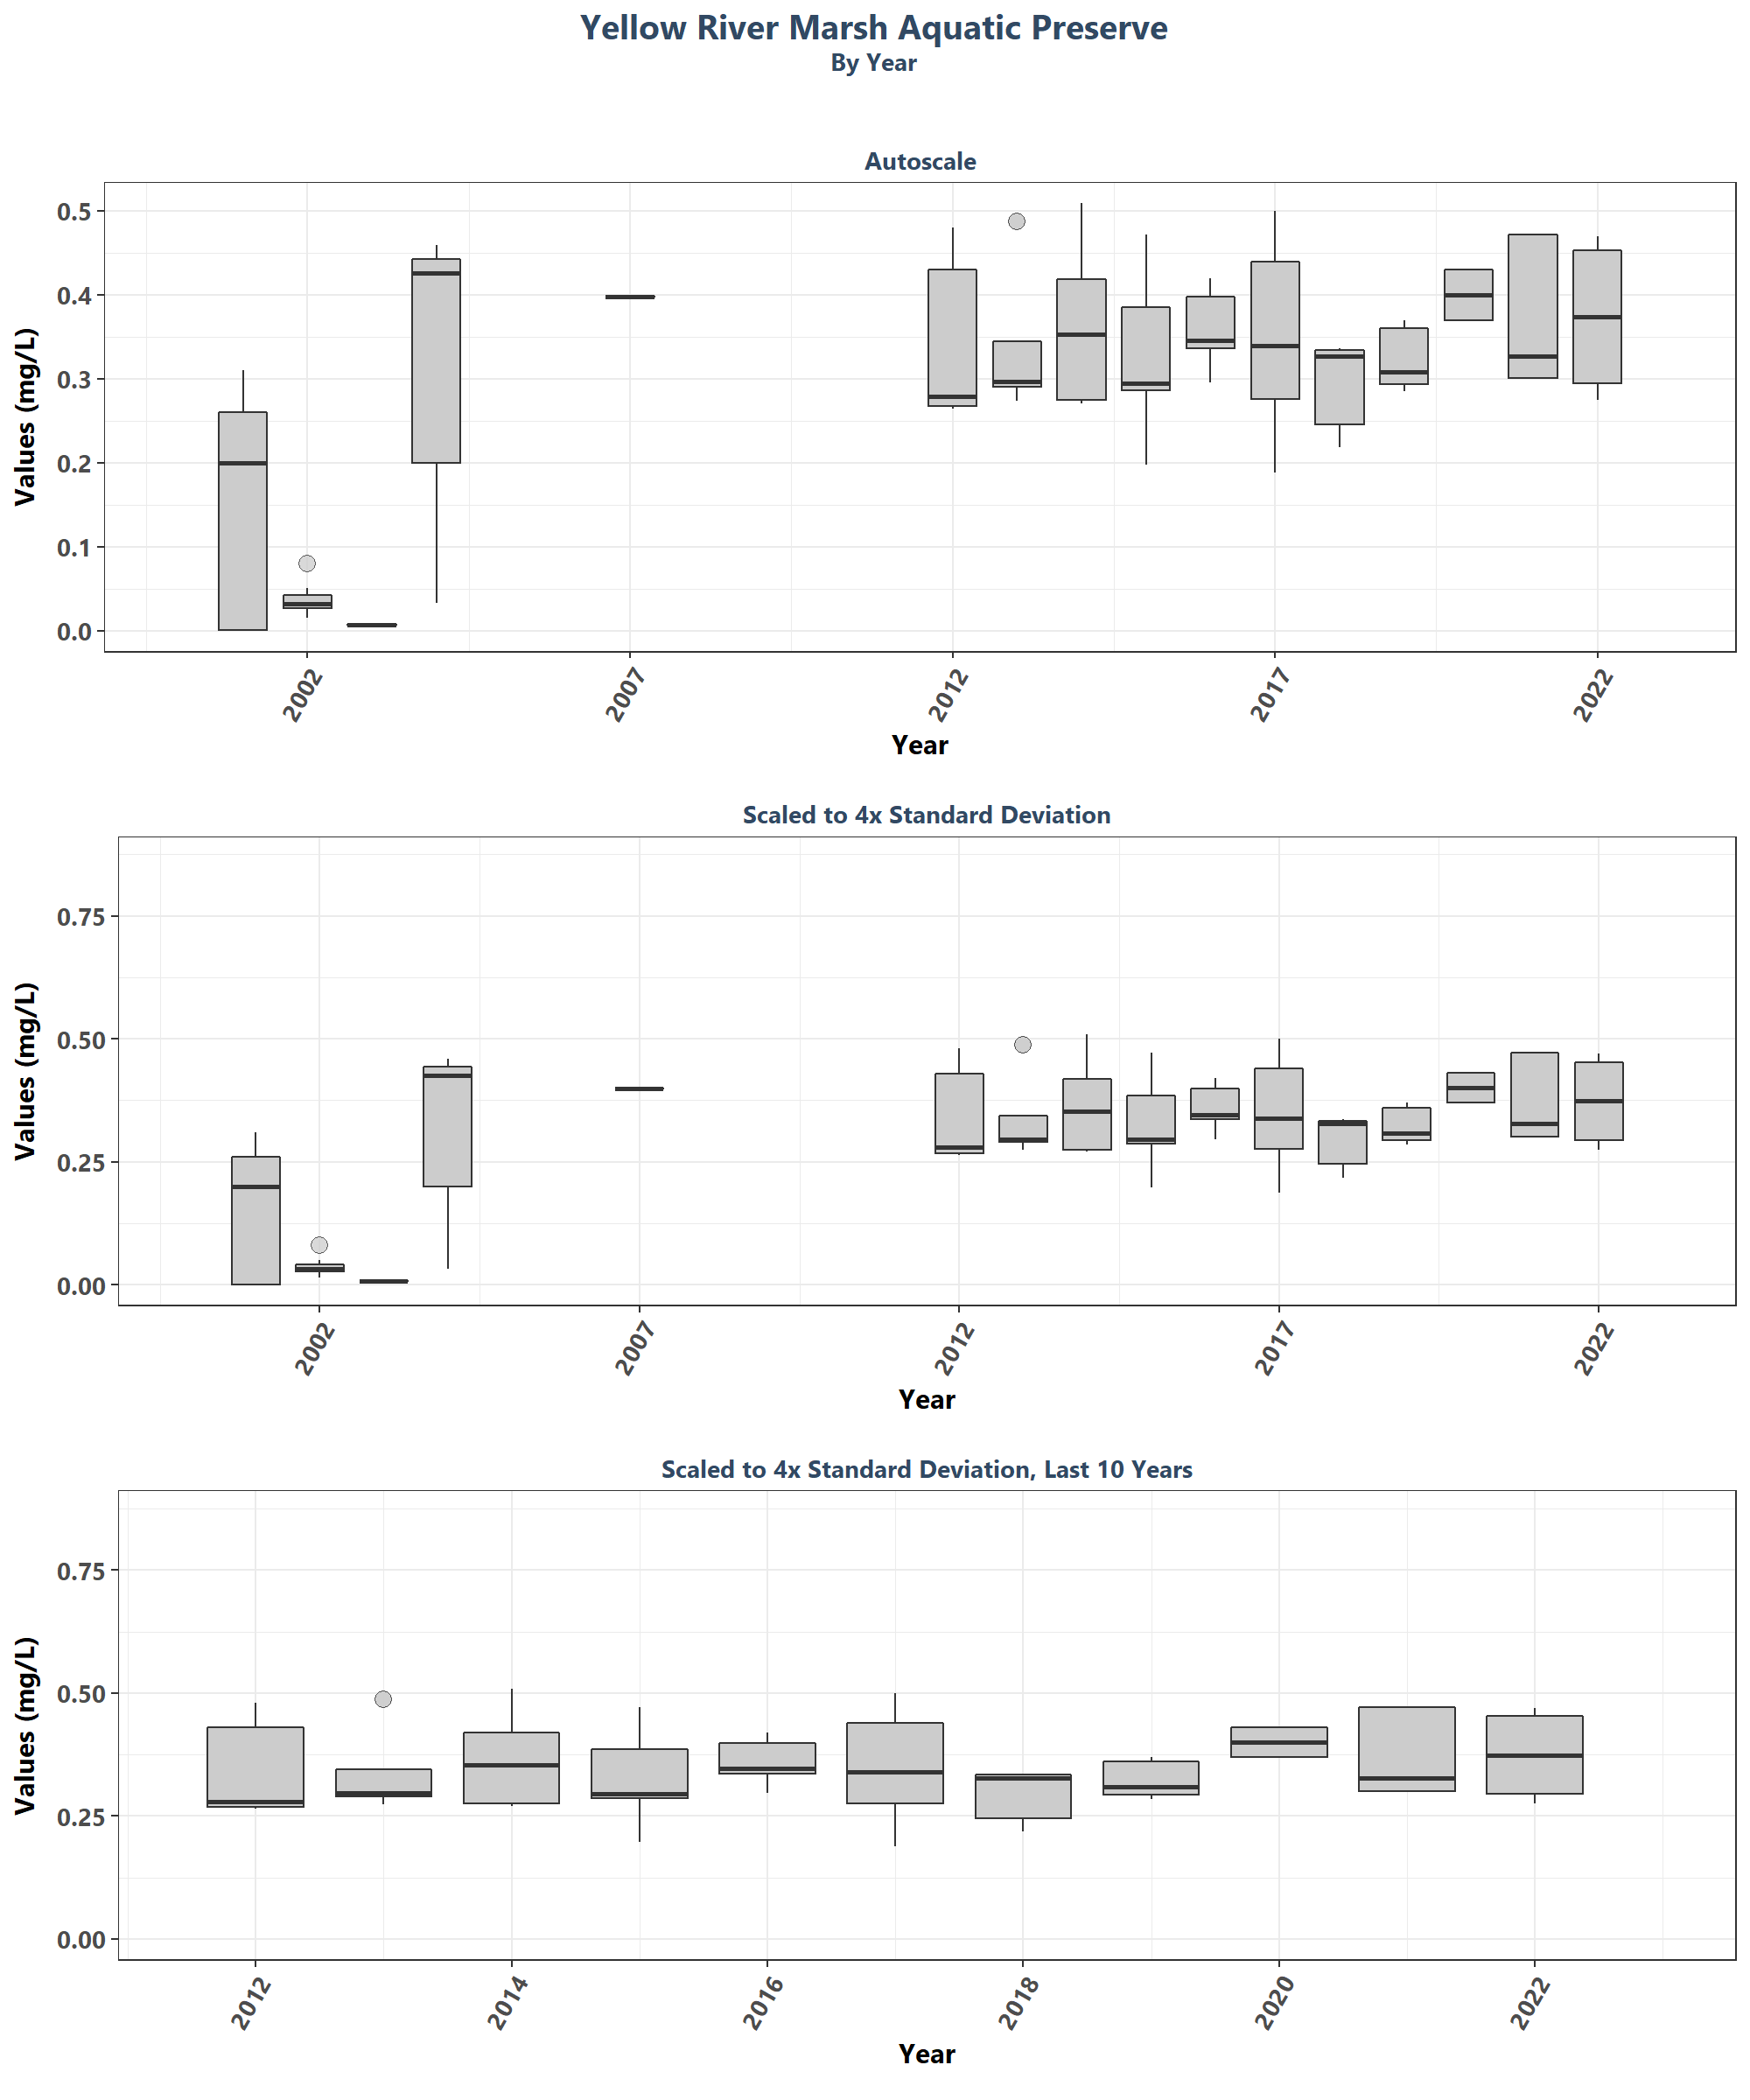 Yellow River Marsh Aquatic Preserve
By Year
Autoscale
Values (mg/L)
0.5
0.4
0.3
0.2
0.1
0.0
2002 2007 2012 2017 2022
Year
Scaled to 4x Standard Deviation
Values (mg/L)
0.75
0.50
0.25
0.00
2002 2007 2012 2017 2022
Year
Scaled to 4x Standard Deviation, Last 10 Years
Values (mg/L)
0.75
0.50
0.25
0.00
2012 2014 2016 2018 2020 2022
Year